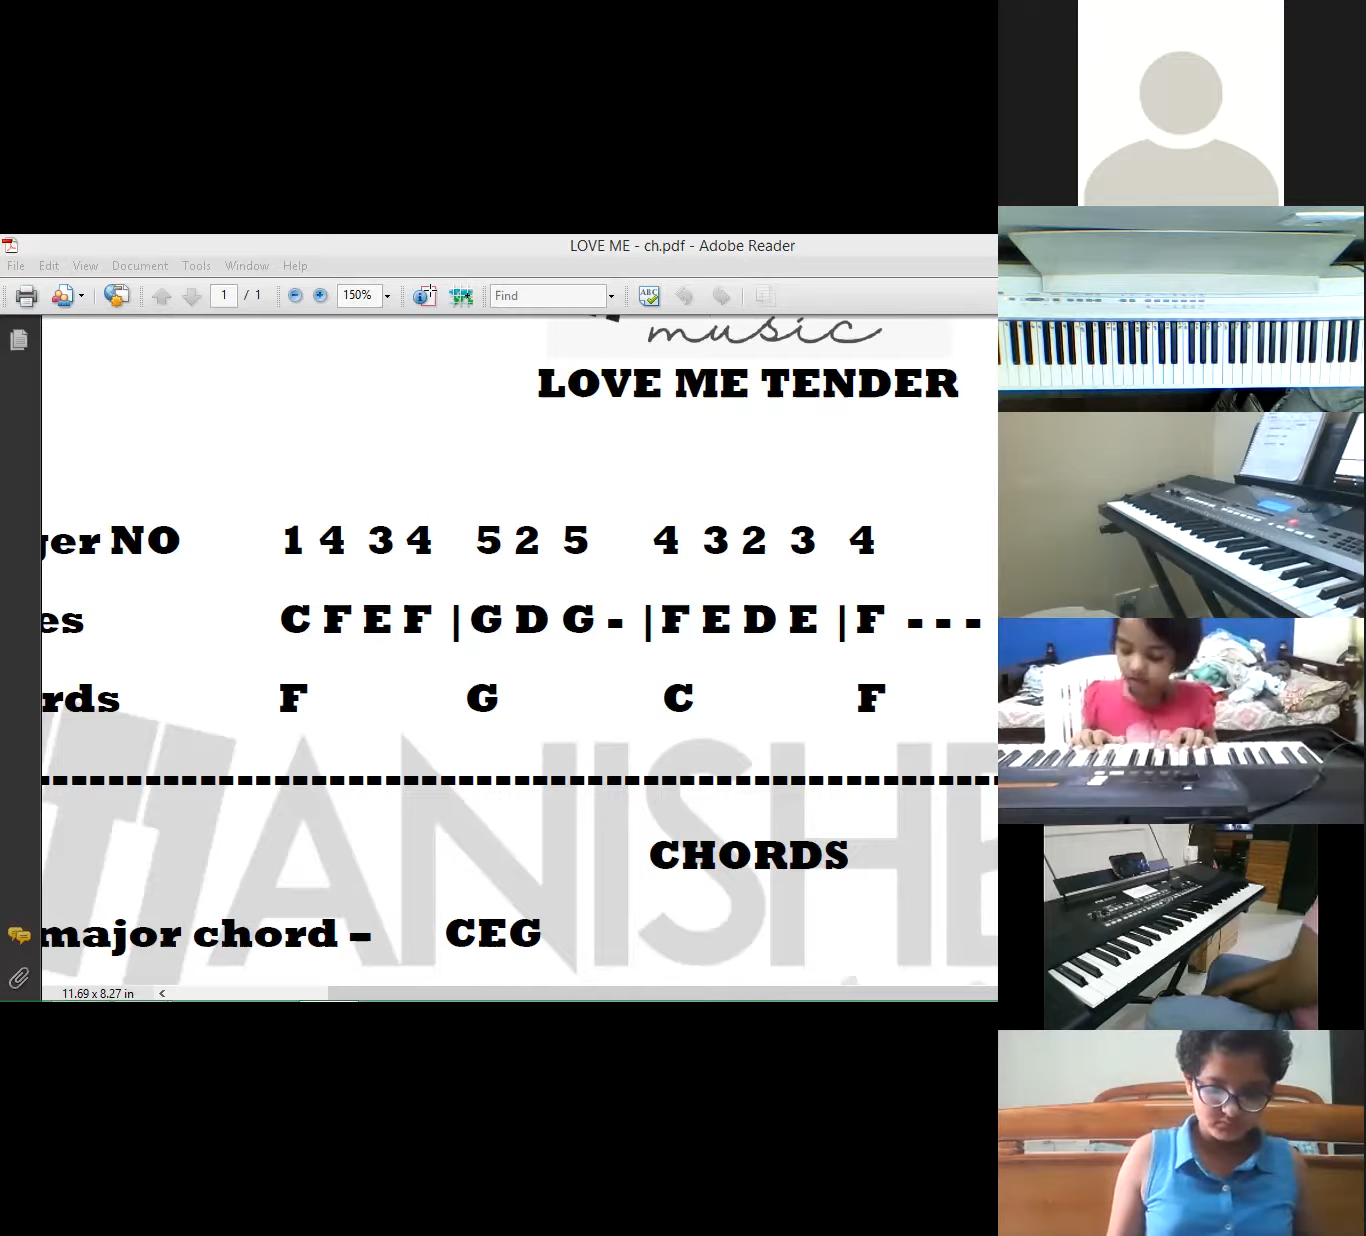 LOVE ME - ch.pdf - Adobe Reader
File Edit View Document Tools Window Help
1 / 1 150% Find
music
LOVE ME TENDER
ger NO 1 4 3 4 5 2 5 4 3 2 3 4
es C F E F | G D G - | F E D E | F - - -
rds F G C F
CHORDS
major chord – CEG
ANISHE
11.69 x 8.27 in